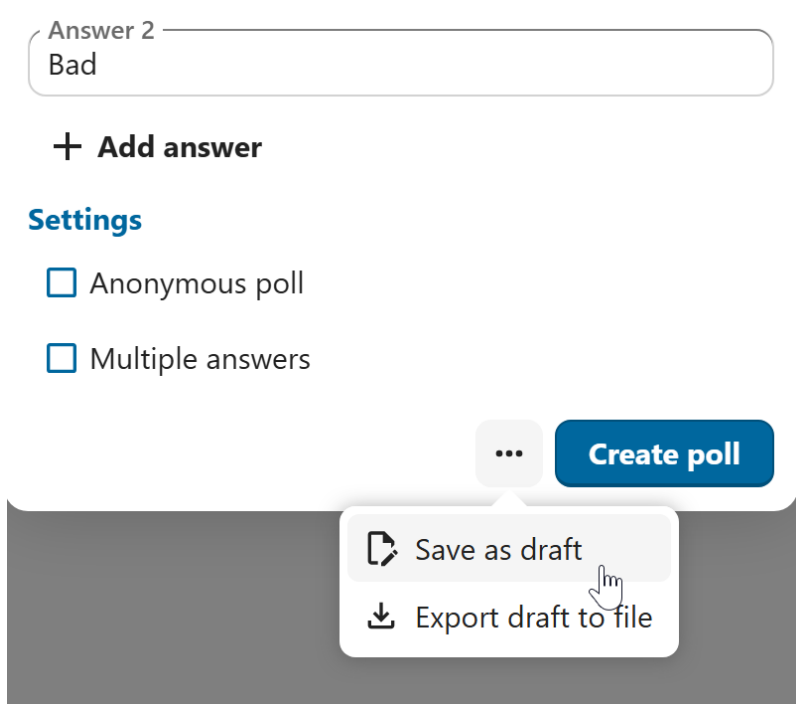 Answer 2
Bad
Add answer
Settings
Anonymous poll
Multiple answers
Create poll
Save as draft
Export draft to file